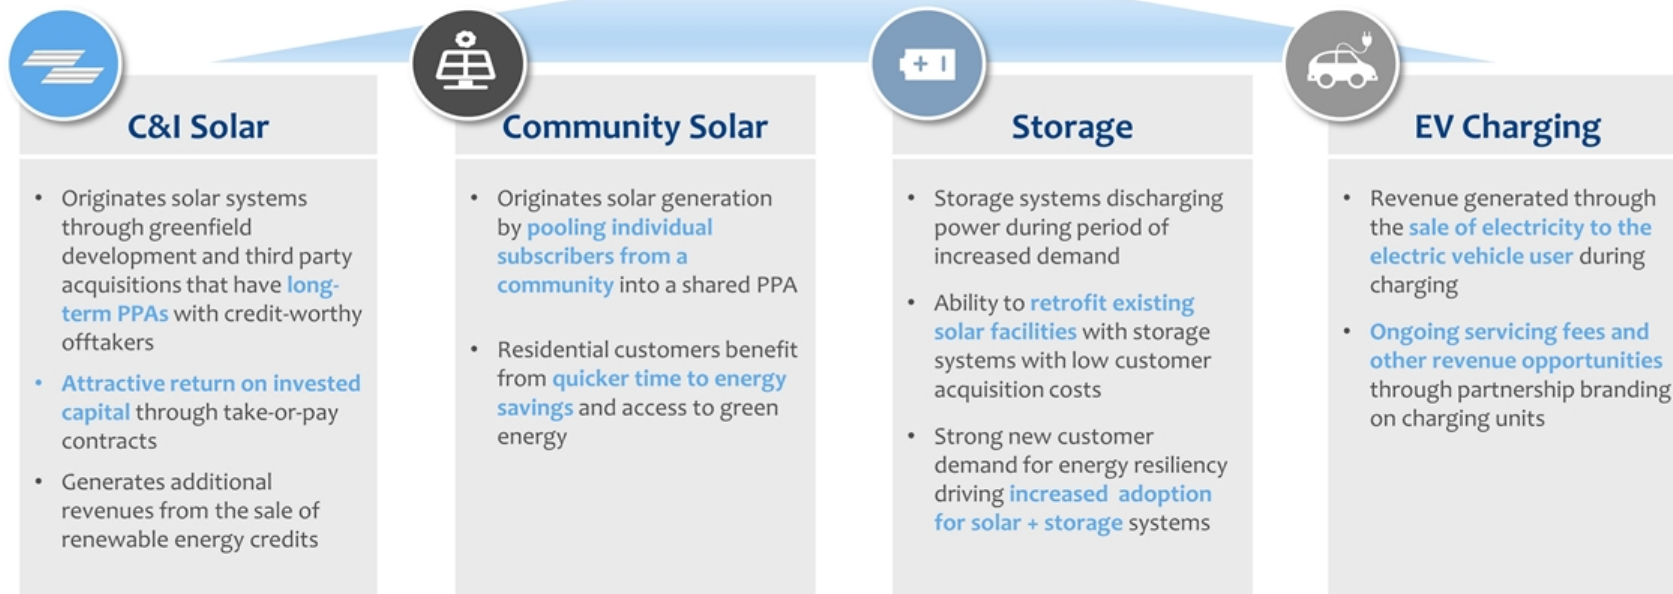 C&I Solar
• Originates solar systems
through greenfield
development and third party
acquisitions that have long-
term PPAs with credit-worthy
offtakers
• Attractive return on invested
capital through take-or-pay
contracts
• Generates additional
revenues from the sale of
renewable energy credits
Community Solar
• Originates solar generation
by pooling individual
subscribers from a
community into a shared PPA
• Residential customers benefit
from quicker time to energy
savings and access to green
energy
Storage
• Storage systems discharging
power during period of
increased demand
• Ability to retrofit existing
solar facilities with storage
systems with low customer
acquisition costs
• Strong new customer
demand for energy resiliency
driving increased adoption
for solar + storage systems
EV Charging
• Revenue generated through
the sale of electricity to the
electric vehicle user during
charging
• Ongoing servicing fees and
other revenue opportunities
through partnership branding
on charging units